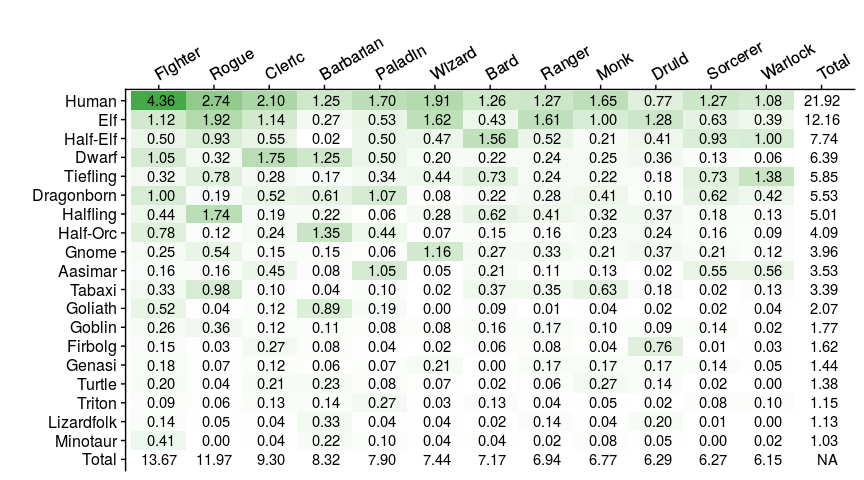 Fighter Rogue Cleric Barbarian Paladin Wizard Bard Ranger Monk Druid Sorcerer Warlock Total
Human 4.36 2.74 2.10 1.25 1.70 1.91 1.26 1.27 1.65 0.77 1.27 1.08 21.92
Elf 1.12 1.92 1.14 0.27 0.53 1.62 0.43 1.61 1.00 1.28 0.63 0.39 12.16
Half-Elf 0.50 0.93 0.55 0.02 0.50 0.47 1.56 0.52 0.21 0.41 0.93 1.00 7.74
Dwarf 1.05 0.32 1.75 1.25 0.50 0.20 0.22 0.24 0.25 0.36 0.13 0.06 6.39
Tiefling 0.32 0.78 0.28 0.17 0.34 0.44 0.73 0.24 0.22 0.18 0.73 1.38 5.85
Dragonborn 1.00 0.19 0.52 0.61 1.07 0.08 0.22 0.28 0.41 0.10 0.62 0.42 5.53
Halfling 0.44 1.74 0.19 0.22 0.06 0.28 0.62 0.41 0.32 0.37 0.18 0.13 5.01
Half-Orc 0.78 0.12 0.24 1.35 0.44 0.07 0.15 0.16 0.23 0.24 0.16 0.09 4.09
Gnome 0.25 0.54 0.15 0.15 0.06 1.16 0.27 0.33 0.21 0.37 0.21 0.12 3.96
Aasimar 0.16 0.16 0.45 0.08 1.05 0.05 0.21 0.11 0.13 0.02 0.55 0.56 3.53
Tabaxi 0.33 0.98 0.10 0.04 0.10 0.02 0.37 0.35 0.63 0.18 0.02 0.13 3.39
Goliath 0.52 0.04 0.12 0.89 0.19 0.00 0.09 0.01 0.04 0.02 0.02 0.04 2.07
Goblin 0.26 0.36 0.12 0.11 0.08 0.08 0.16 0.17 0.10 0.09 0.14 0.02 1.77
Firbolg 0.15 0.03 0.27 0.08 0.04 0.02 0.06 0.08 0.04 0.76 0.01 0.03 1.62
Genasi 0.18 0.07 0.12 0.06 0.07 0.21 0.00 0.17 0.17 0.17 0.14 0.05 1.44
Turtle 0.20 0.04 0.21 0.23 0.08 0.07 0.02 0.06 0.27 0.14 0.02 0.00 1.38
Triton 0.09 0.06 0.13 0.14 0.27 0.03 0.13 0.04 0.05 0.02 0.08 0.10 1.15
Lizardfolk 0.14 0.05 0.04 0.33 0.04 0.04 0.02 0.14 0.04 0.20 0.01 0.00 1.13
Minotaur 0.41 0.00 0.04 0.22 0.10 0.04 0.04 0.02 0.08 0.05 0.00 0.02 1.03
Total 13.67 11.97 9.30 8.32 7.90 7.44 7.17 6.94 6.77 6.29 6.27 6.15 NA